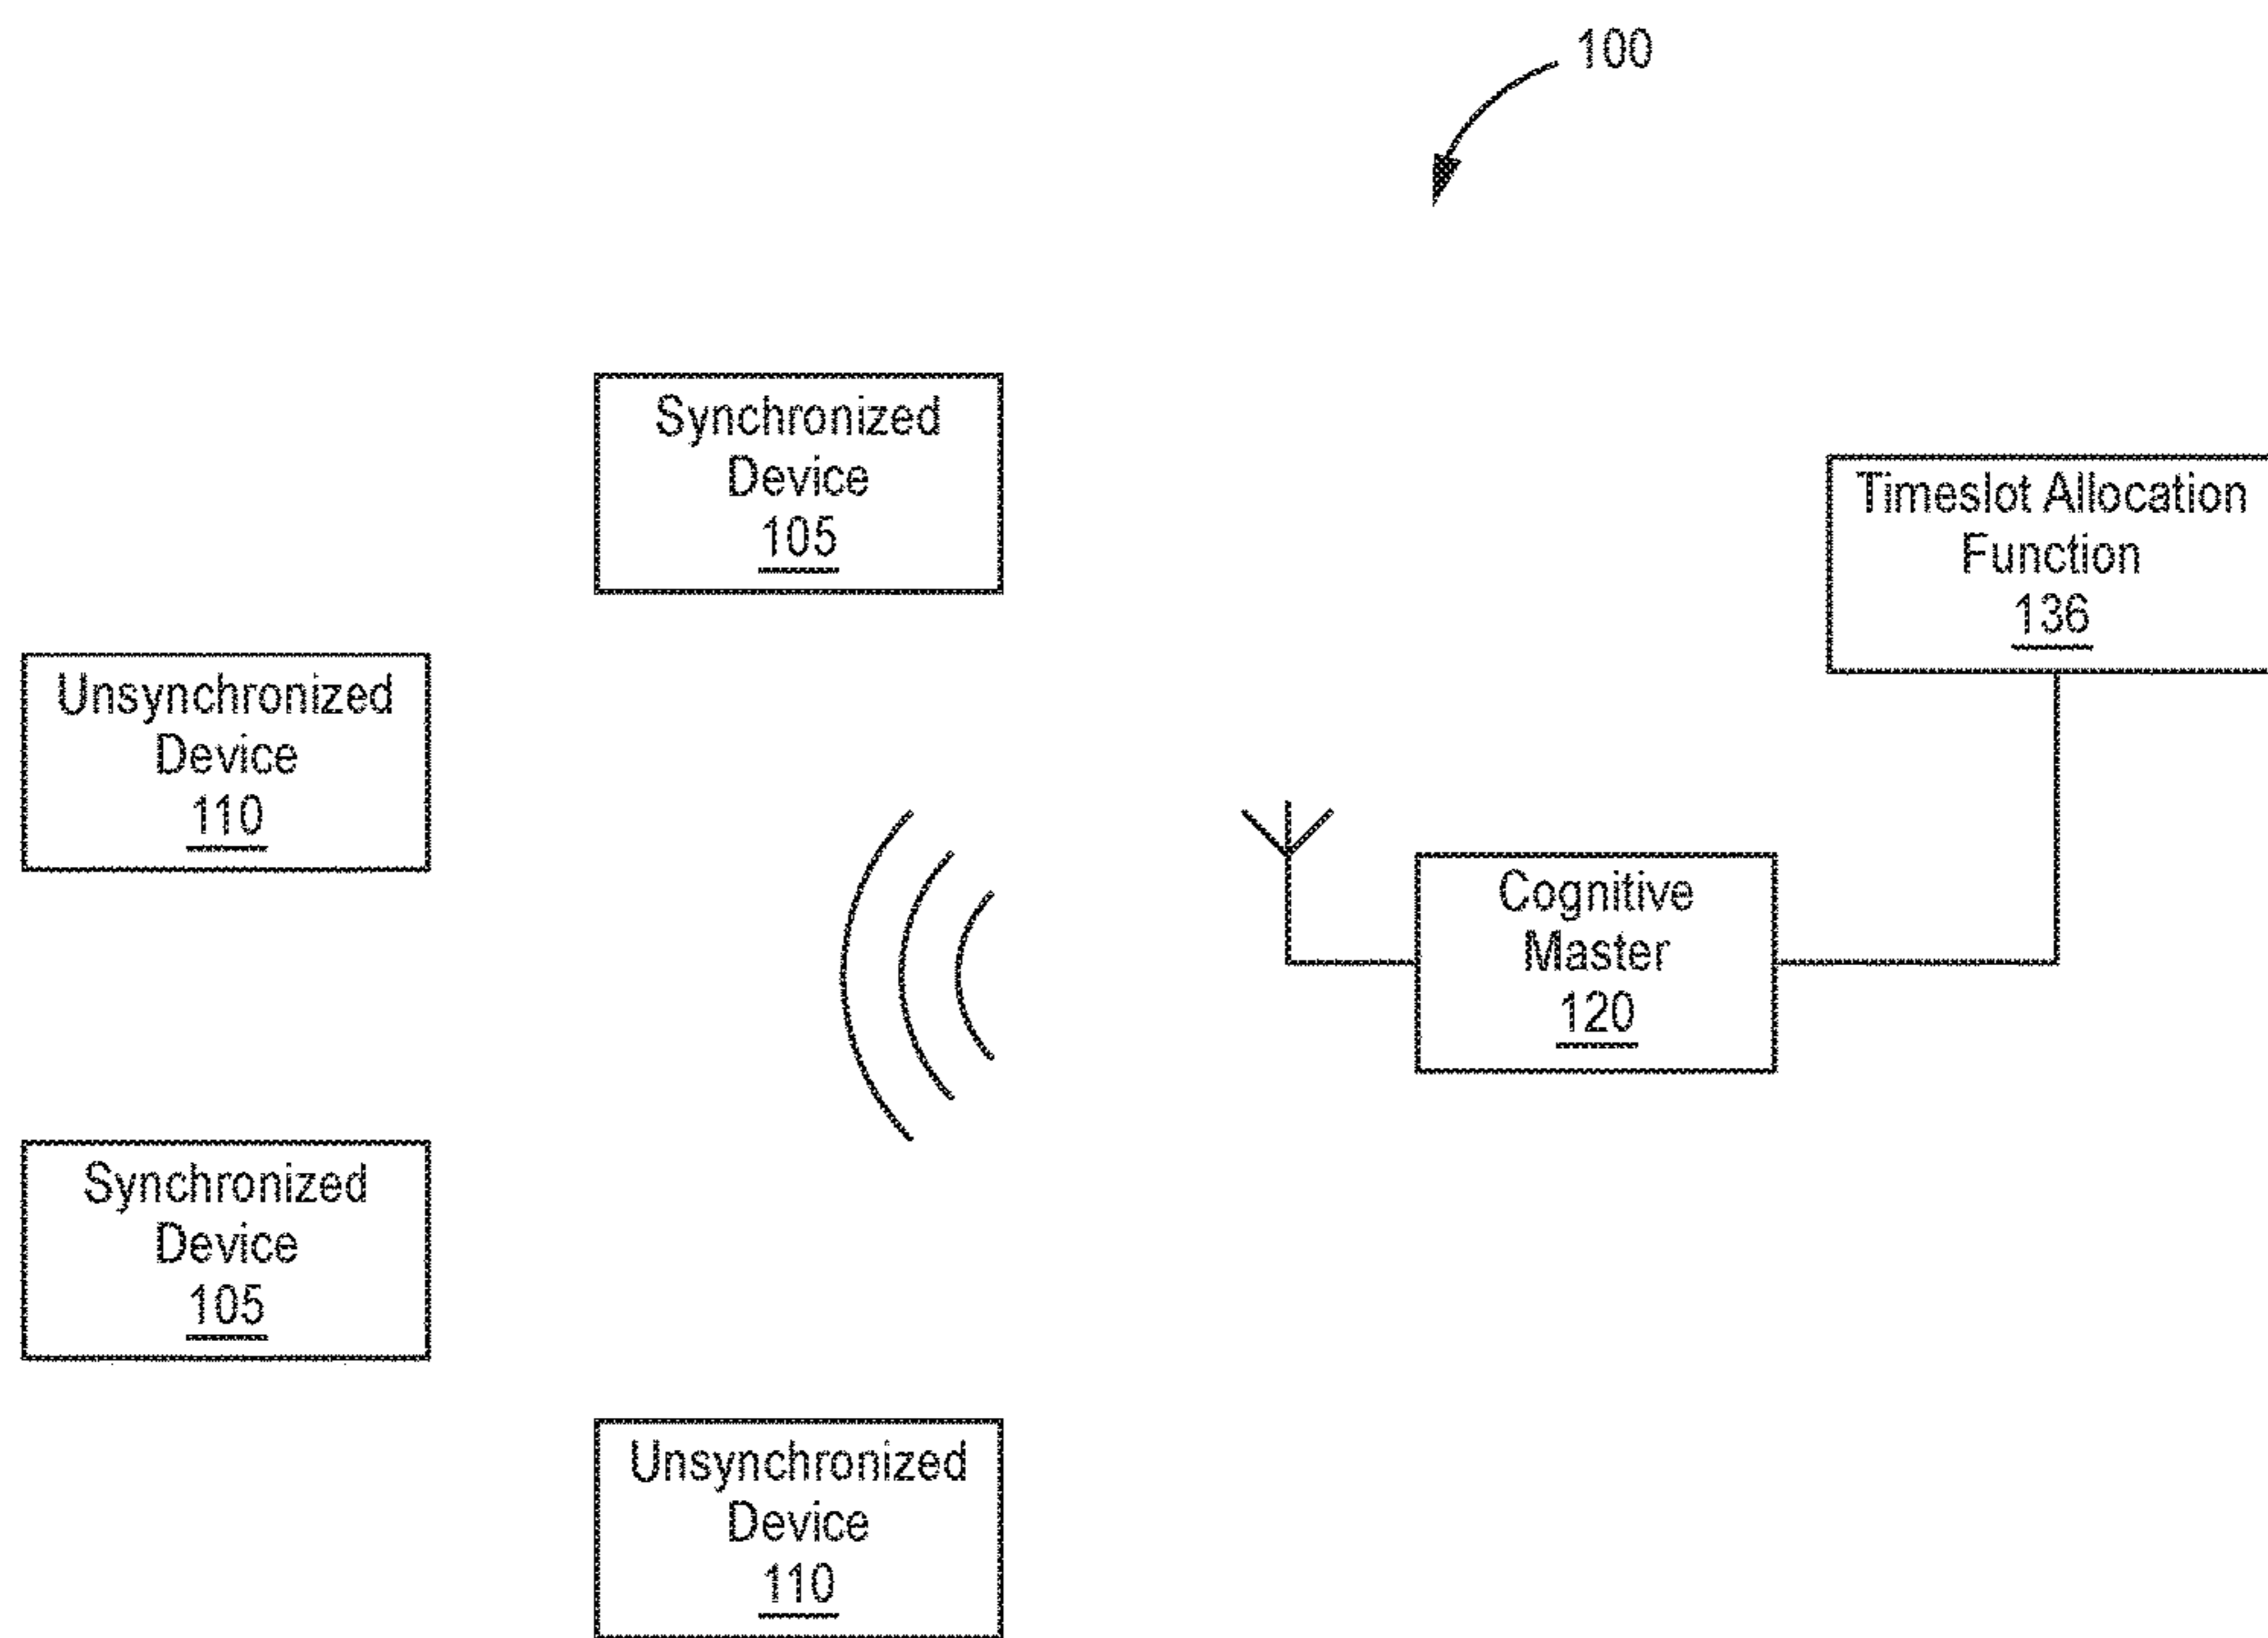 100
Synchronized
Device
105
Timeslot Allocation
Function
136
Unsynchronized
Device
110
Cognitive
Master
120
Synchronized
Device
105
Unsynchronized
Device
110